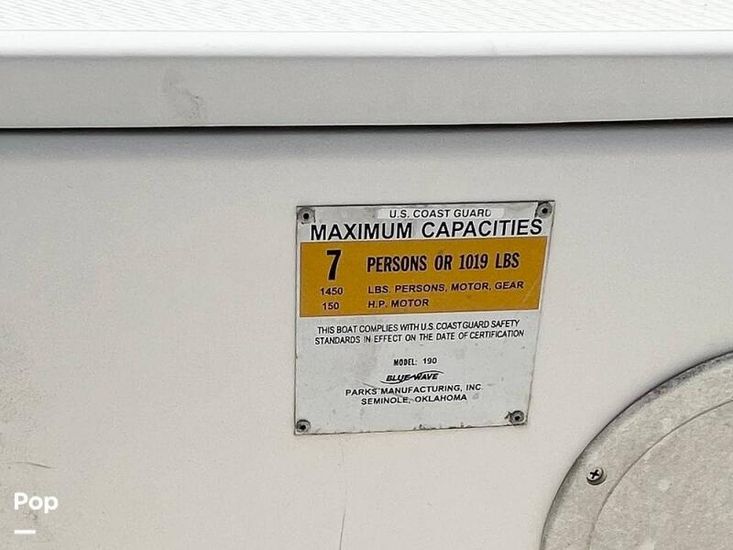 U.S. COAST GUARD
MAXIMUM CAPACITIES
7 PERSONS OR 1019 LBS
1450 LBS. PERSONS, MOTOR, GEAR
150 H.P. MOTOR
THIS BOAT COMPLIES WITH U.S. COAST GUARD SAFETY
STANDARDS IN EFFECT ON THE DATE OF CERTIFICATION
MODEL: 190
BLUE WAVE
PARKS MANUFACTURING, INC.
SEMINOLE, OKLAHOMA
Pop